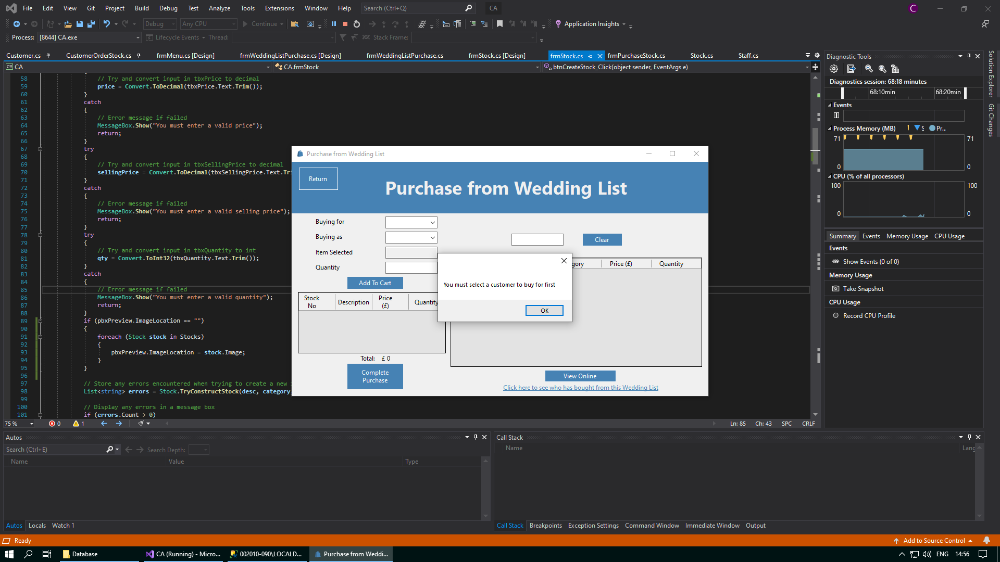 File Edit View Git Project Build Debug Test Analyze Tools Extensions Window Help Search (Ctrl+Q) CA C
Debug Any CPU Continue Application Insights
Process: [8644] CA.exe Lifecycle Events Thread: Stack Frame:
Customer.cs CustomerOrderStock.cs frmMenu.cs [Design] frmWeddingListPurchase.cs [Design] frmWeddingListPurchase.cs frmStock.cs [Design] frmStock.cs frmPurchaseStock.cs Stock.cs Staff.cs
C# CA CA.frmStock btnCreateStock_Click(object sender, EventArgs e)
58 // Try and convert input in tbxPrice to decimal
59 price = Convert.ToDecimal(tbxPrice.Text.Trim());
60 }
61 catch
62 {
63 // Error message if failed
64 MessageBox.Show("You must enter a valid price");
65 return;
66 }
67 try
68 {
69 // Try and convert input in tbxSellingPrice to decimal
70 sellingPrice = Convert.ToDecimal(tbxSellingPrice.Text.Tri
71 }
72 catch
73 {
74 // Error message if failed
75 MessageBox.Show("You must enter a valid selling price");
76 return;
77 }
78 try
79 {
80 // Try and convert input in tbxQuantity to int
81 qty = Convert.ToInt32(tbxQuantity.Text.Trim());
82 }
83 catch
84 {
85 // Error message if failed
86 MessageBox.Show("You must enter a valid quantity");
87 return;
88 }
89 if (pbxPreview.ImageLocation == "")
90 {
91 foreach (Stock stock in Stocks)
92 {
93 pbxPreview.ImageLocation = stock.Image;
94 }
95 }
96
97 // Store any errors encountered when trying to create a new
98 List<string> errors = Stock.TryConstructStock(desc, category,
99
100 // Display any errors in a message box
101 if (errors.Count > 0)
75 % 0 1 Ln: 85 Ch: 43 SPC CRLF
Purchase from Wedding List
Return
Purchase from Wedding List
Buying for
Buying as
Item Selected
Quantity
Add To Cart
Clear
Stock No Description Price (£) Quantity
gory Price (£) Quantity
You must select a customer to buy for first
OK
Total: £ 0
Complete Purchase
View Online
Click here to see who has bought from this Wedding List
Diagnostic Tools
Diagnostics session: 68:18 minutes
68:10min 68:20min
Events
Process Memory (MB) S Pr...
71 71
0 0
CPU (% of all processors)
100 100
0 0
Summary Events Memory Usage CPU Usage
Events
Show Events (0 of 0)
Memory Usage
Take Snapshot
CPU Usage
Record CPU Profile
Solution Explorer
Git Changes
Autos
Search (Ctrl+E) Search Depth:
Name Value Type
Autos Locals Watch 1
Call Stack
Name Lang
Call Stack Breakpoints Exception Settings Command Window Immediate Window Output
Ready Add to Source Control
Database CA (Running) - Micro... 002010-090\LOCALD... Purchase from Weddi... ENG 14:56